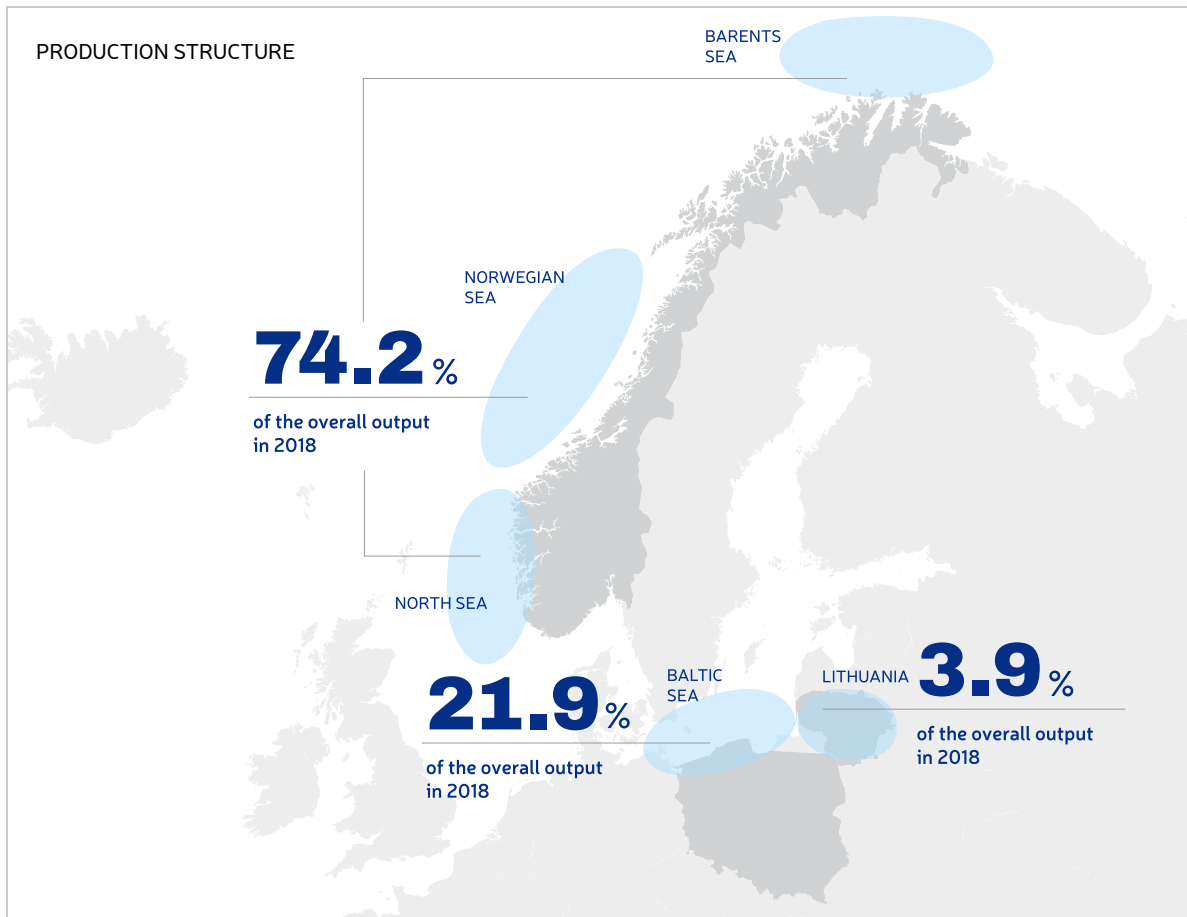 PRODUCTION STRUCTURE
BARENTS
SEA
NORWEGIAN
SEA
74.2 %
of the overall output
in 2018
NORTH SEA
BALTIC
SEA
21.9 %
of the overall output
in 2018
LITHUANIA 3.9 %
of the overall output
in 2018